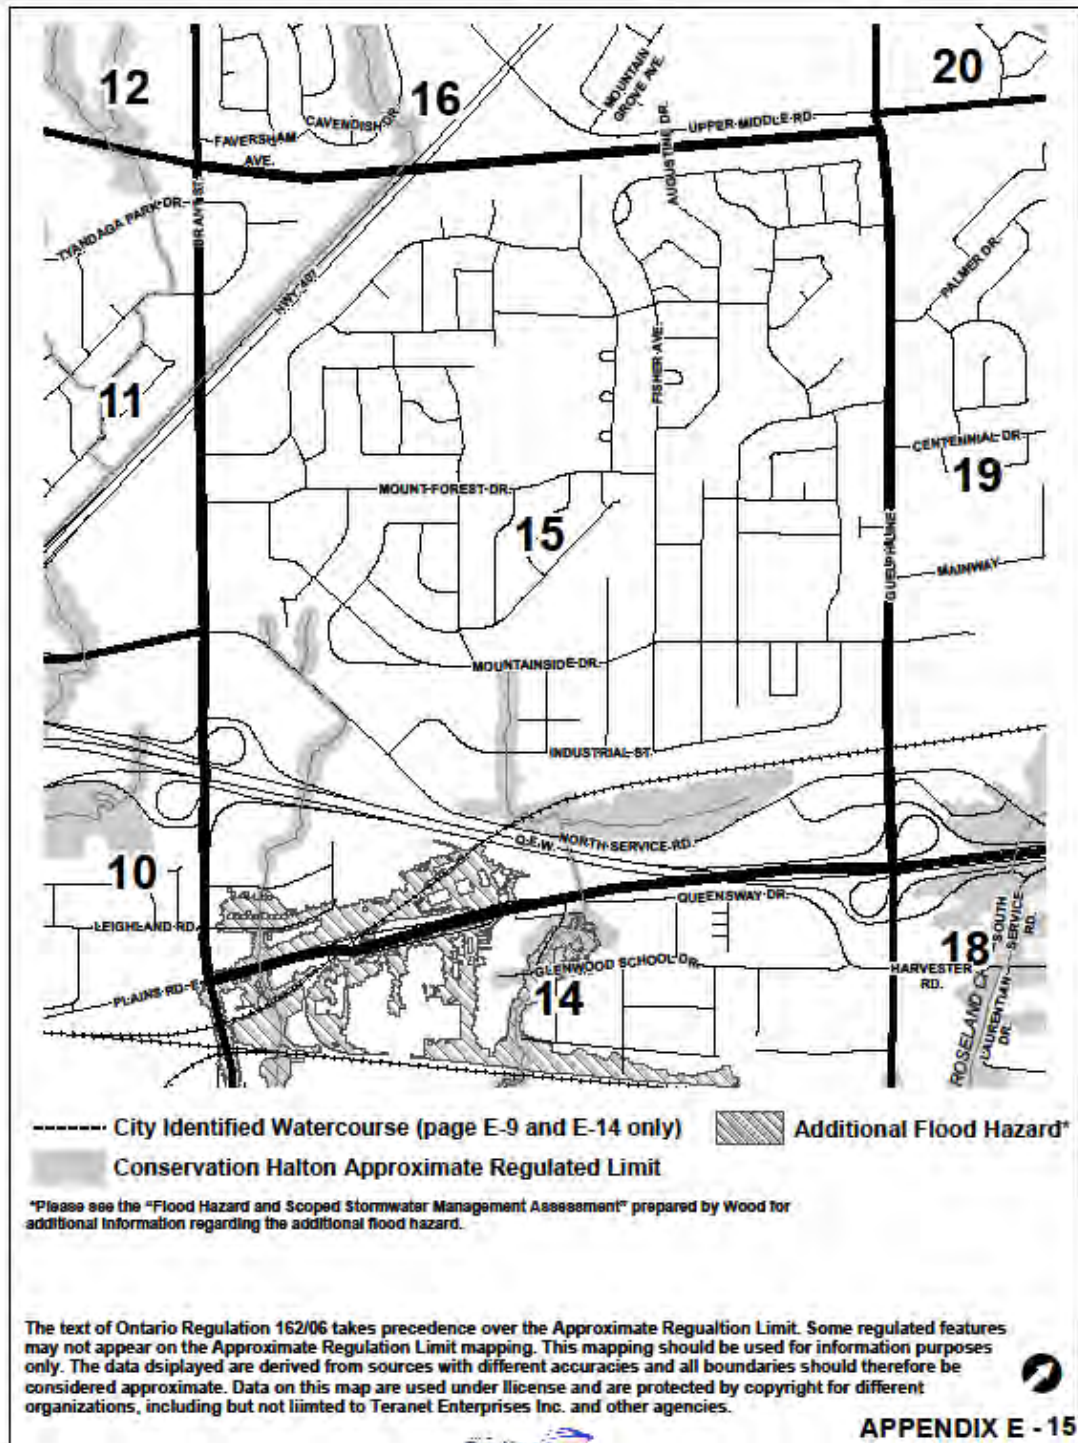 12
16
20
MOUNTAIN
GROVE AVE.
CAVENDISH DR.
UPPER MIDDLE RD.
FAVERSHAM
AVE.
AUGUSTINE DR.
TYANDAGA PARK DR.
BRANT ST.
HWY 407
PALMER DR.
11
FISHER AVE.
CENTENNIAL DR.
19
MOUNT FOREST DR.
15
GUELPH LINE
MAINWAY
MOUNTAINSIDE DR.
INDUSTRIAL ST.
Q.E.W.
NORTH SERVICE RD.
10
QUEENSWAY DR.
LEIGHLAND RD.
SOUTH
SERVICE
RD.
18
GLENWOOD SCHOOL DR.
HARVESTER
RD.
PLAINS RD E
14
ROSELAND
LAURENTIAN
DR.
City Identified Watercourse (page E-9 and E-14 only)
Additional Flood Hazard*
Conservation Halton Approximate Regulated Limit
*Please see the "Flood Hazard and Scoped Stormwater Management Assessment" prepared by Wood for
additional information regarding the additional flood hazard.
The text of Ontario Regulation 162/06 takes precedence over the Approximate Regualtion Limit. Some regulated features
may not appear on the Approximate Regulation Limit mapping. This mapping should be used for information purposes
only. The data dsiplayed are derived from sources with different accuracies and all boundaries should therefore be
considered approximate. Data on this map are used under llicense and are protected by copyright for different
organizations, including but not liimted to Teranet Enterprises Inc. and other agencies.
APPENDIX E - 15